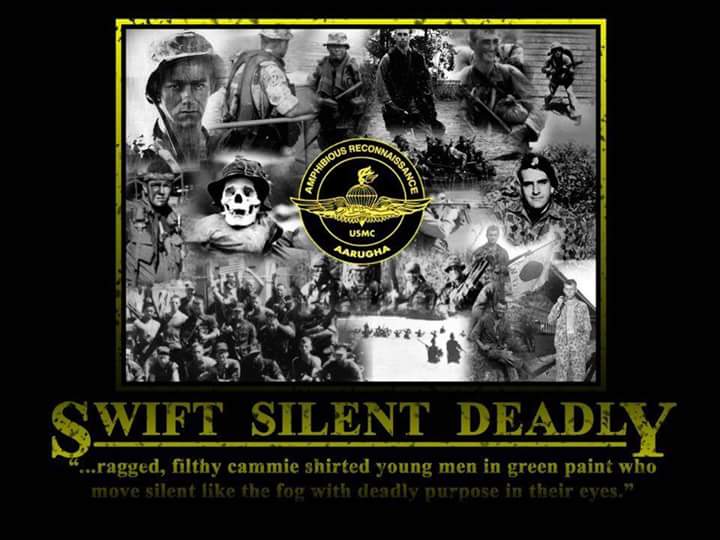 AMPHIBIOUS RECONNAISSANCE
USMC
AARUGHA
SWIFT SILENT DEADLY
“...ragged, filthy cammie shirted young men in green paint who
move silent like the fog with deadly purpose in their eyes.”